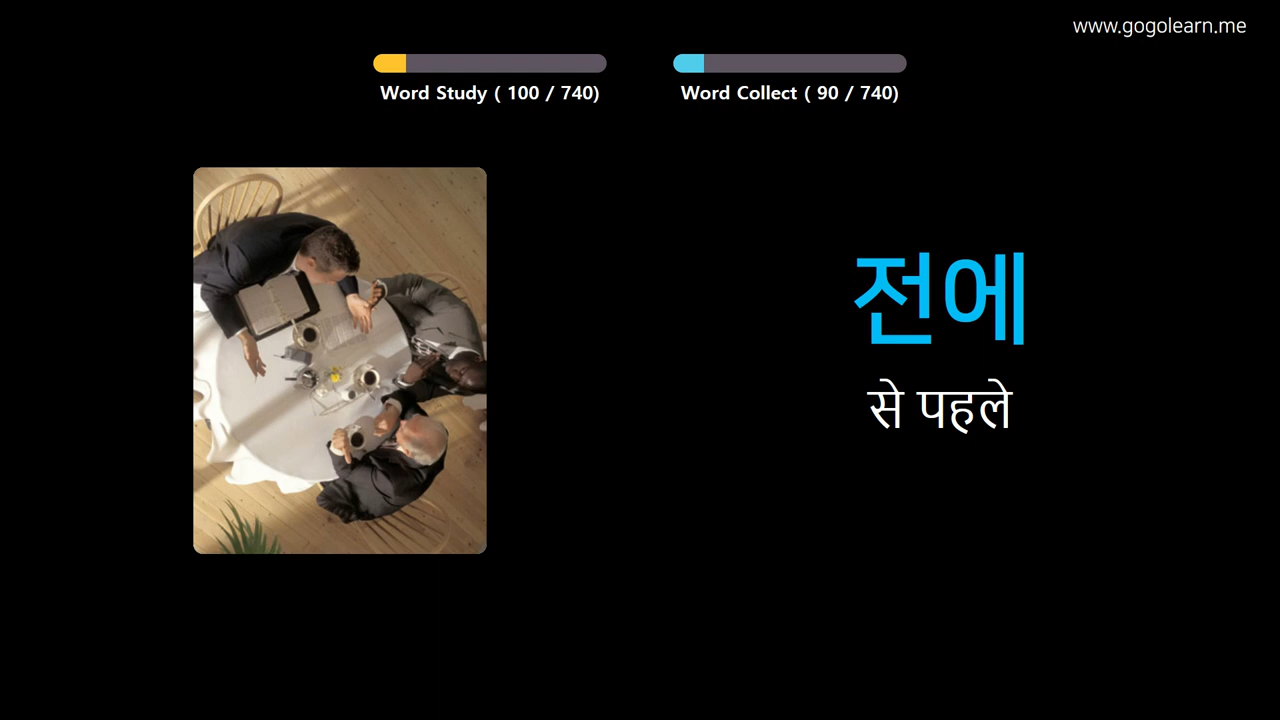 www.gogolearn.me
Word Study ( 100 / 740)
Word Collect ( 90 / 740)
전에
से पहले